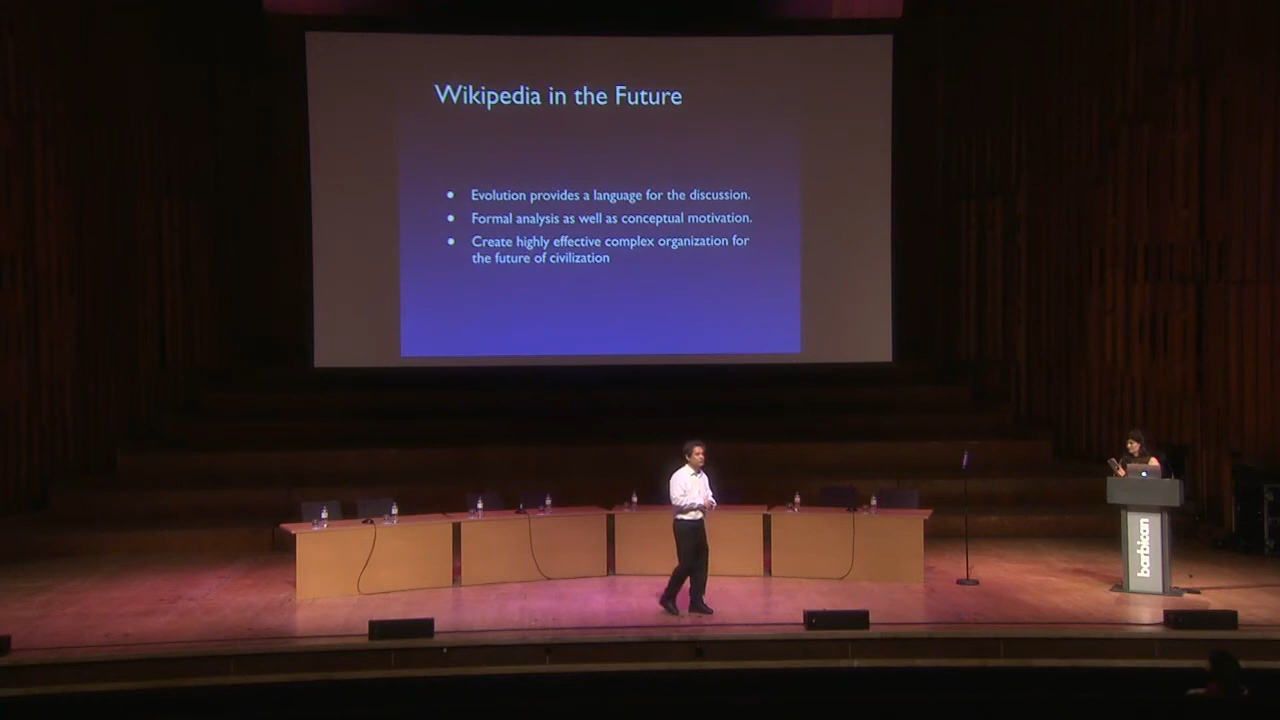 Wikipedia in the Future
• Evolution provides a language for the discussion.
• Formal analysis as well as conceptual motivation.
• Create highly effective complex organization for
the future of civilization
barbican